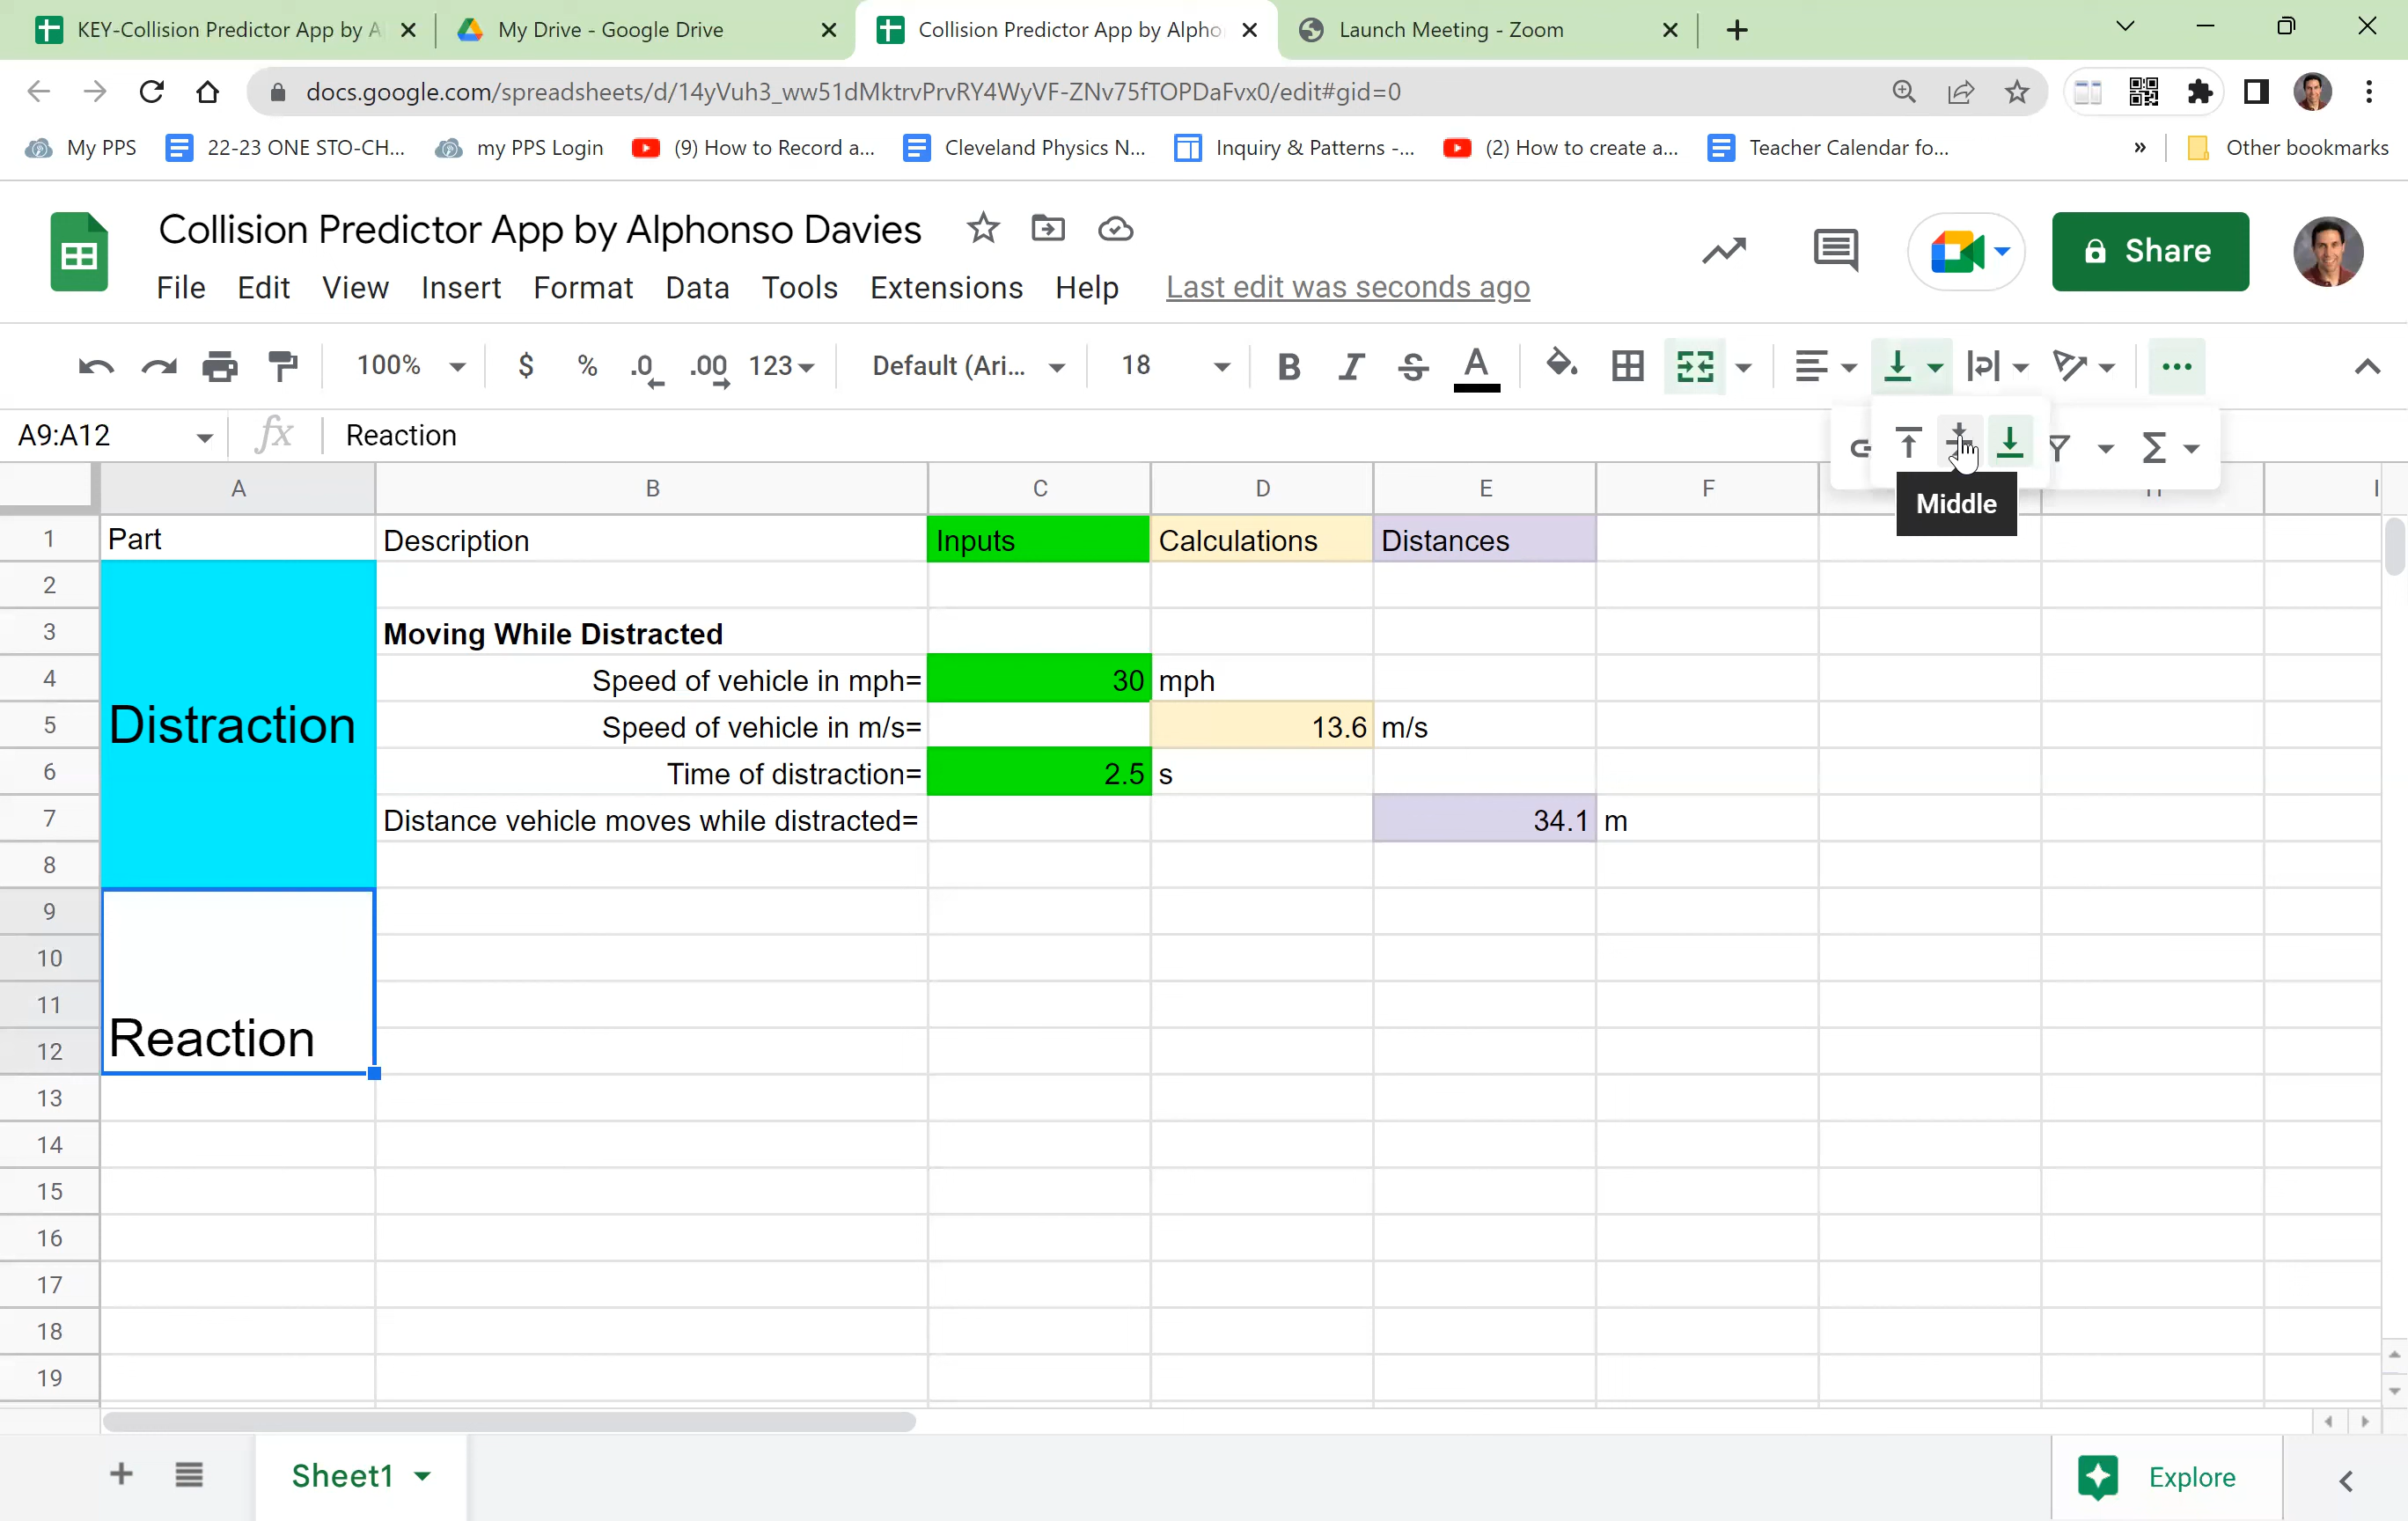 KEY-Collision Predictor App by A
My Drive - Google Drive
Collision Predictor App by Alpho
Launch Meeting - Zoom
docs.google.com/spreadsheets/d/14yVuh3_ww51dMktrvPrvRY4WyVF-ZNv75fTOPDaFvx0/edit#gid=0
My PPS
22-23 ONE STO-CH...
my PPS Login
(9) How to Record a...
Cleveland Physics N...
Inquiry & Patterns -...
(2) How to create a...
Teacher Calendar fo...
»
Other bookmarks
Collision Predictor App by Alphonso Davies
Share
File Edit View Insert Format Data Tools Extensions Help Last edit was seconds ago
100% $ % .0 .00 123 Default (Ari... 18 B I S A
A9:A12 fx Reaction
Σ
Middle
A B C D E F H I
1 Part Description Inputs Calculations Distances
2
3 Moving While Distracted
4 Speed of vehicle in mph= 30 mph
5 Distraction Speed of vehicle in m/s= 13.6 m/s
6 Time of distraction= 2.5 s
7 Distance vehicle moves while distracted= 34.1 m
8
9
10
11
12 Reaction
13
14
15
16
17
18
19
Sheet1
Explore